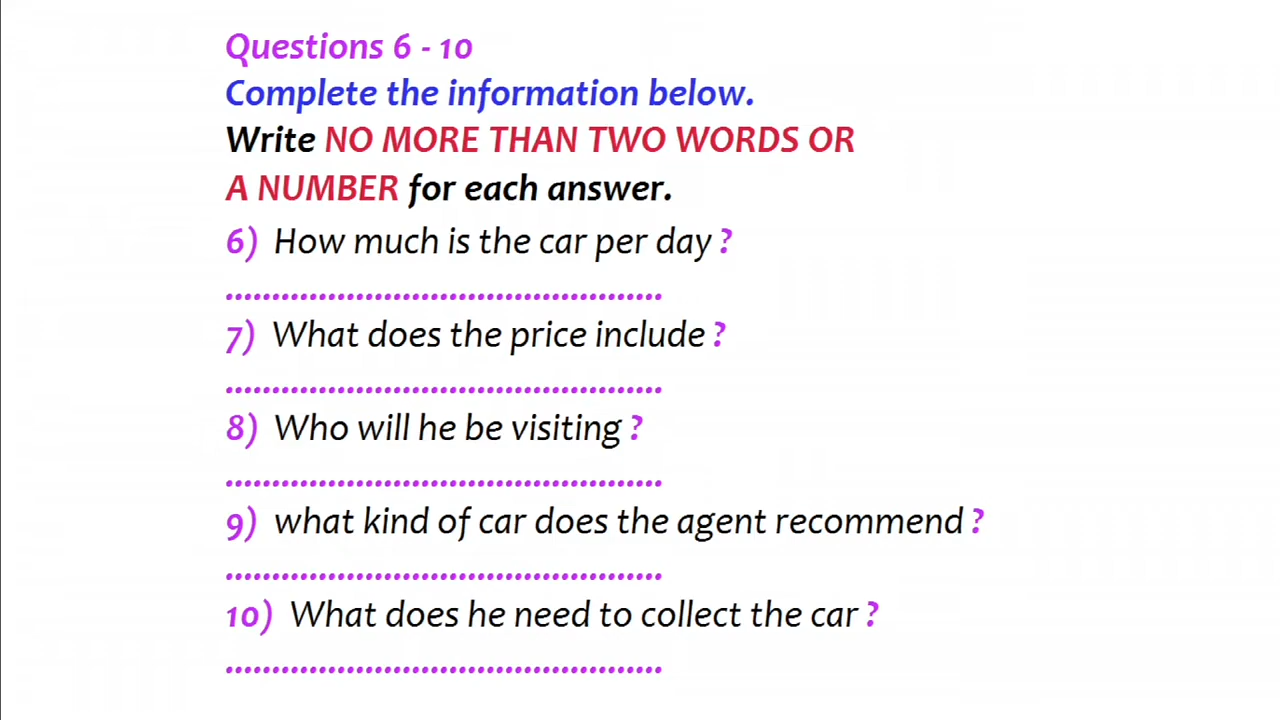 Questions 6 - 10
Complete the information below.
Write NO MORE THAN TWO WORDS OR
A NUMBER for each answer.
6) How much is the car per day ?
...............................................
7) What does the price include ?
...............................................
8) Who will he be visiting ?
...............................................
9) what kind of car does the agent recommend ?
...............................................
10) What does he need to collect the car ?
...............................................